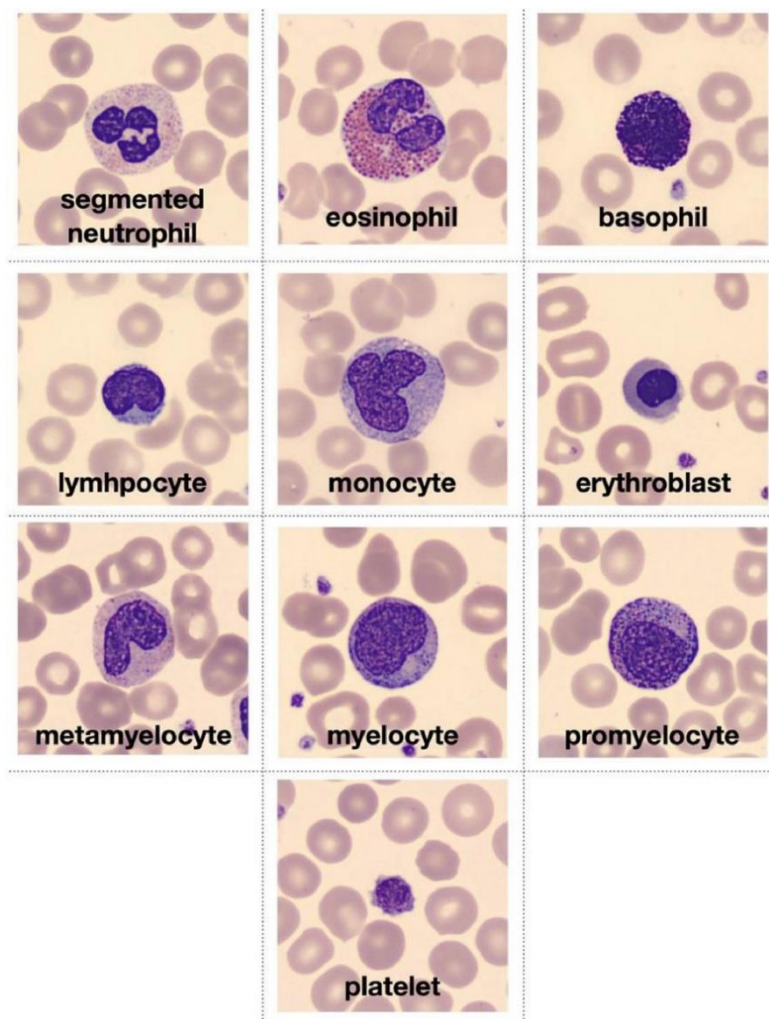 segmented
neutrophil
eosinophil
basophil
lymhpocyte
monocyte
erythroblast
metamyelocyte
myelocyte
promyelocyte
platelet